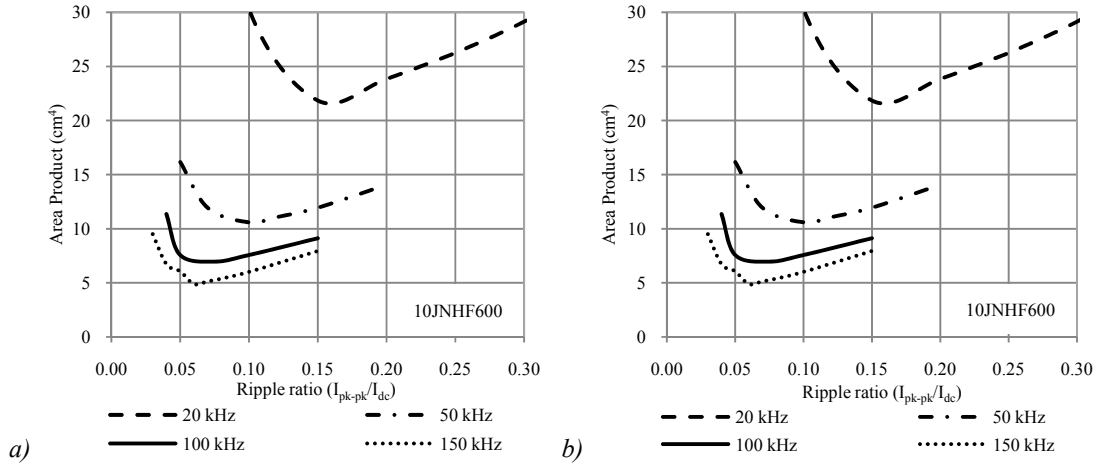 30
25
20
15
10
5
0
Area Product (cm⁴)
10JNHF600
0.00 0.05 0.10 0.15 0.20 0.25 0.30
Ripple ratio (Ipk-pk/Idc)
20 kHz 50 kHz
100 kHz 150 kHz
a)
30
25
20
15
10
5
0
Area Product (cm⁴)
10JNHF600
0.00 0.05 0.10 0.15 0.20 0.25 0.30
Ripple ratio (Ipk-pk/Idc)
20 kHz 50 kHz
100 kHz 150 kHz
b)